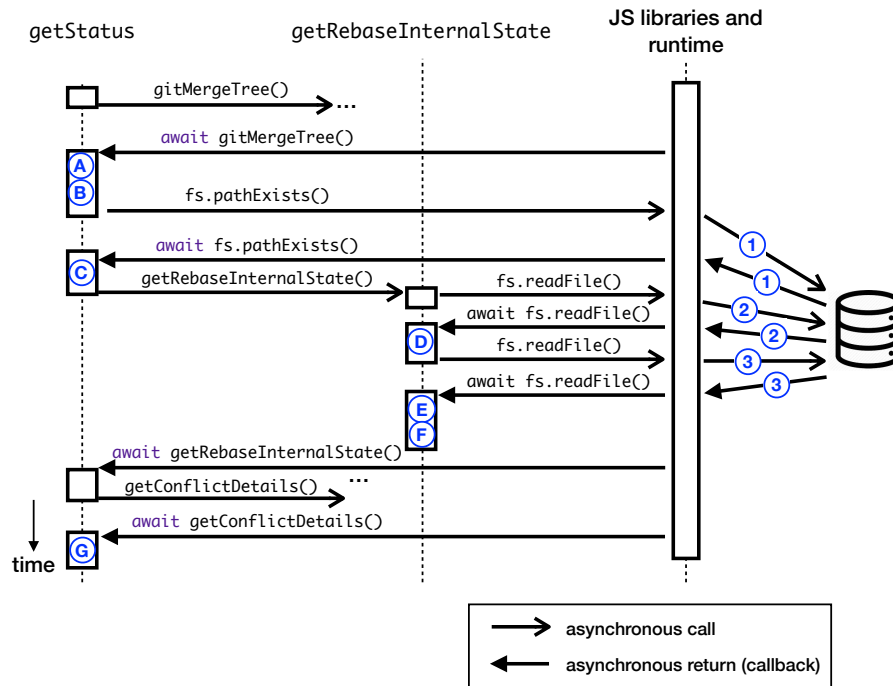 getStatus
getRebaseInternalState
JS libraries and
runtime
gitMergeTree()
...
await gitMergeTree()
A
B
fs.pathExists()
1
await fs.pathExists()
C
1
getRebaseInternalState()
fs.readFile()
2
await fs.readFile()
D
2
fs.readFile()
3
await fs.readFile()
3
E
F
await getRebaseInternalState()
...
getConflictDetails()
await getConflictDetails()
G
time
asynchronous call
asynchronous return (callback)